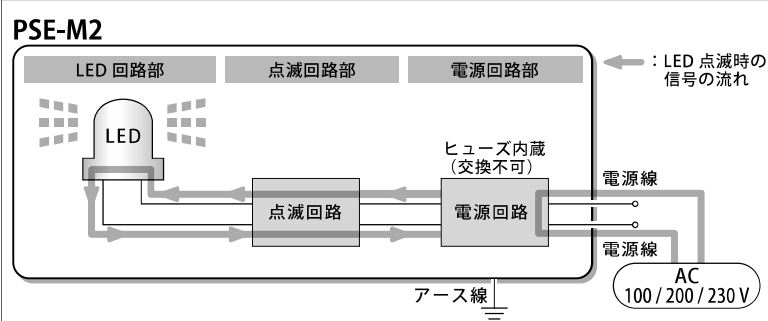 PSE-M2
LED 回路部
点滅回路部
電源回路部
：LED 点滅時の
信号の流れ
LED
ヒューズ内蔵
（交換不可）
点滅回路
電源回路
電源線
電源線
アース線
AC
100 / 200 / 230 V